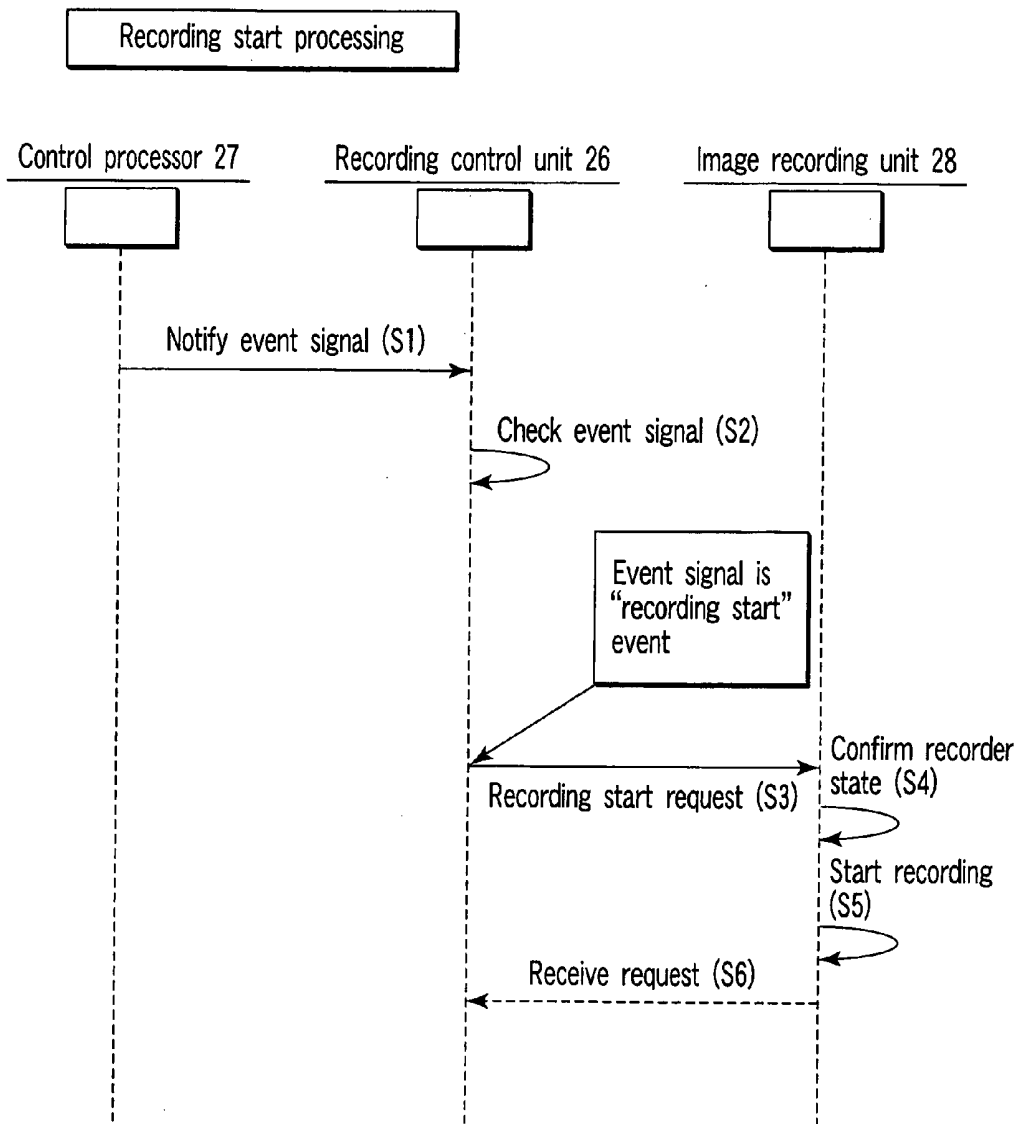 Recording start processing
Control processor 27
Recording control unit 26
Image recording unit 28
Notify event signal (S1)
Check event signal (S2)
Event signal is
“recording start”
event
Confirm recorder
state (S4)
Recording start request (S3)
Start recording
(S5)
Receive request (S6)